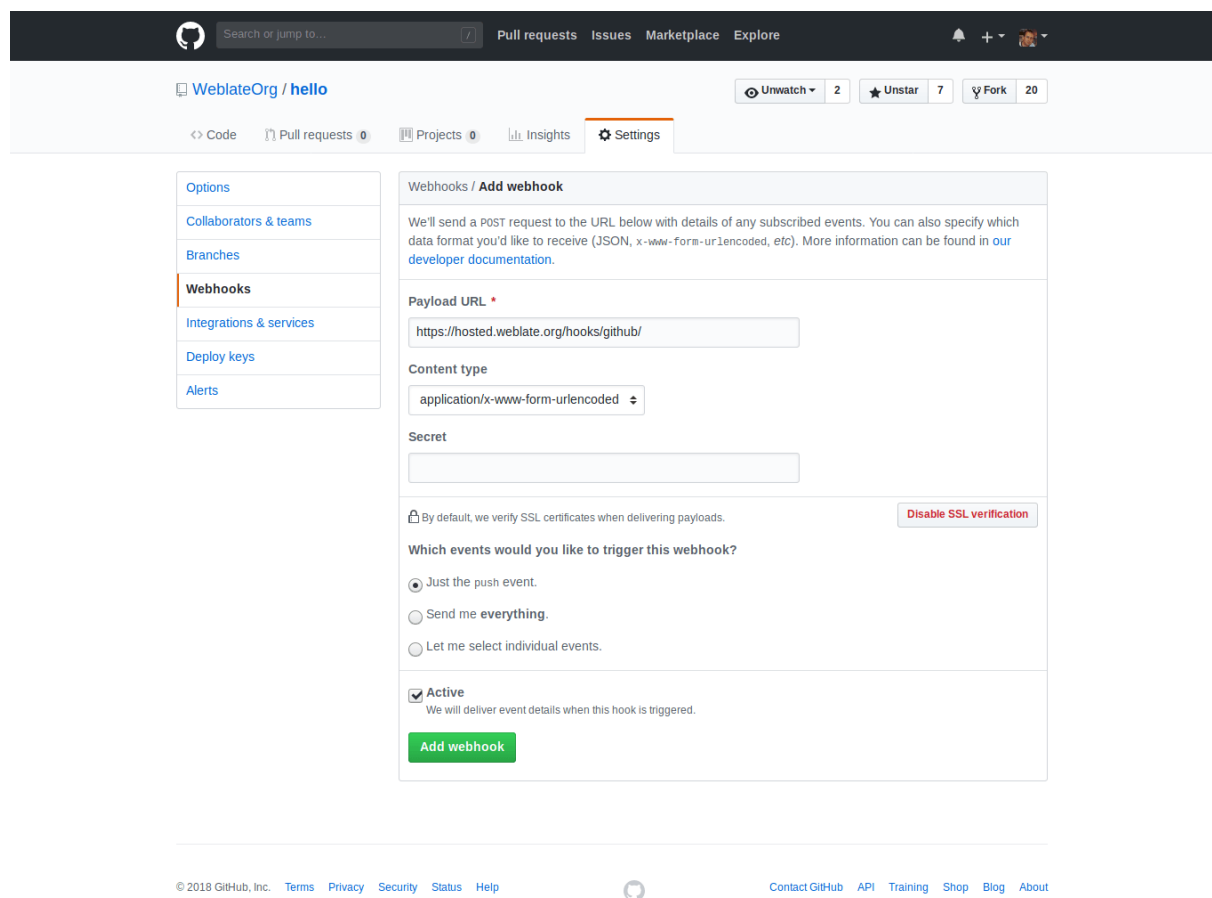 Search or jump to… / Pull requests Issues Marketplace Explore
WeblateOrg / hello Unwatch 2 Unstar 7 Fork 20
Code Pull requests 0 Projects 0 Insights Settings
Options
Collaborators & teams
Branches
Webhooks
Integrations & services
Deploy keys
Alerts
Webhooks / Add webhook
We'll send a POST request to the URL below with details of any subscribed events. You can also specify which
data format you'd like to receive (JSON, x-www-form-urlencoded, etc). More information can be found in our
developer documentation.
Payload URL *
https://hosted.weblate.org/hooks/github/
Content type
application/x-www-form-urlencoded
Secret
By default, we verify SSL certificates when delivering payloads. Disable SSL verification
Which events would you like to trigger this webhook?
Just the push event.
Send me everything.
Let me select individual events.
Active
We will deliver event details when this hook is triggered.
Add webhook
© 2018 GitHub, Inc. Terms Privacy Security Status Help Contact GitHub API Training Shop Blog About